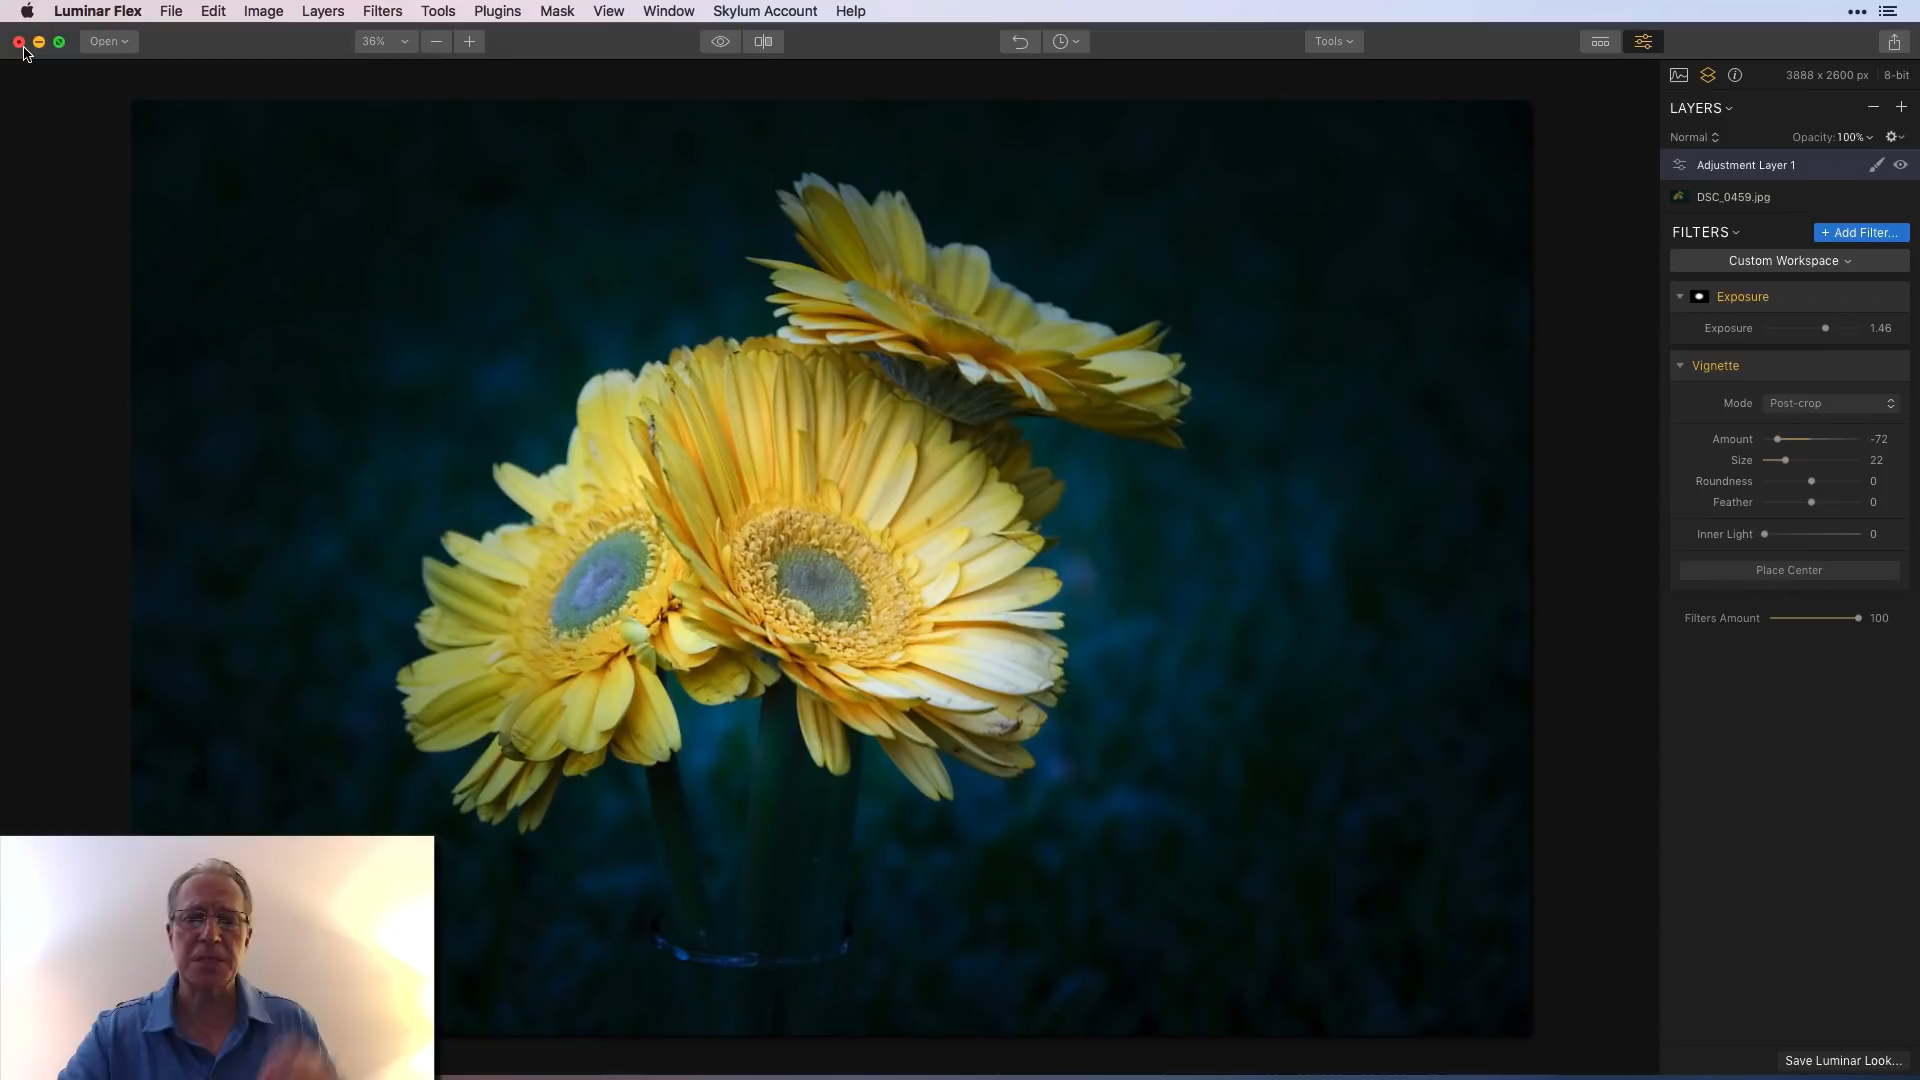 Luminar Flex File Edit Image Layers Filters Tools Plugins Mask View Window Skylum Account Help
Open 36% Tools
3888 x 2600 px 8-bit
LAYERS
Normal Opacity: 100%
Adjustment Layer 1
DSC_0459.jpg
FILTERS + Add Filter...
Custom Workspace
Exposure
Exposure 1.46
Vignette
Mode Post-crop
Amount -72
Size 22
Roundness 0
Feather 0
Inner Light 0
Place Center
Filters Amount 100
Save Luminar Look...